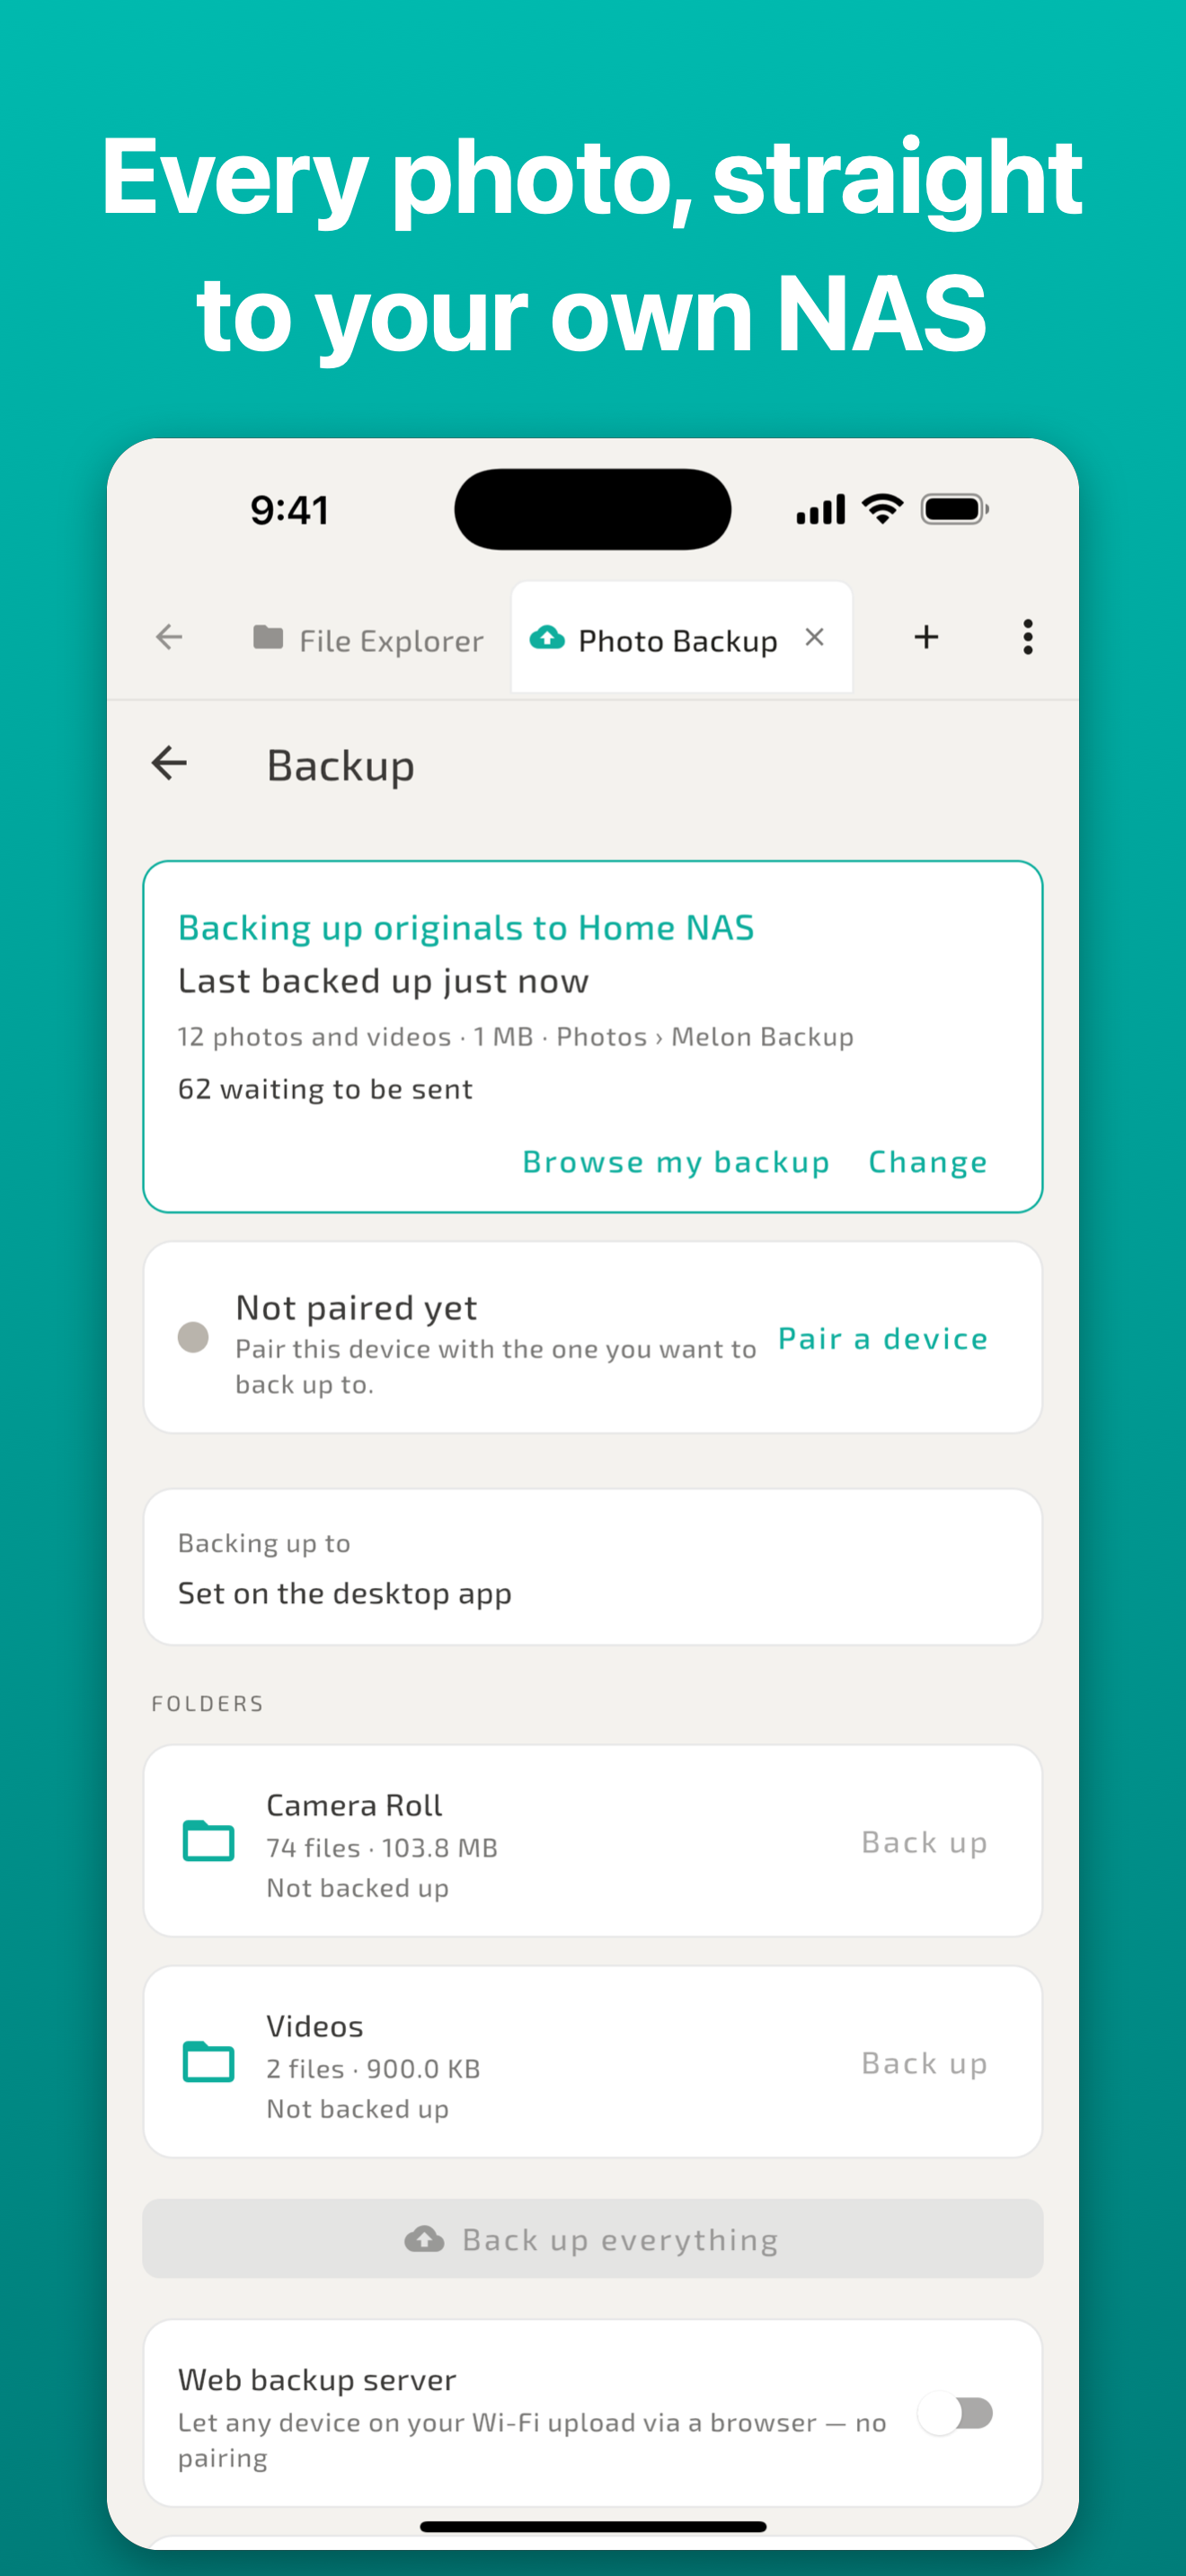 Every photo, straight
to your own NAS
9:41
File Explorer
Photo Backup
Backup
Backing up originals to Home NAS
Last backed up just now
12 photos and videos · 1 MB · Photos › Melon Backup
62 waiting to be sent
Browse my backup
Change
Not paired yet
Pair this device with the one you want to
back up to.
Pair a device
Backing up to
Set on the desktop app
FOLDERS
Camera Roll
74 files · 103.8 MB
Not backed up
Back up
Videos
2 files · 900.0 KB
Not backed up
Back up
Back up everything
Web backup server
Let any device on your Wi-Fi upload via a browser — no
pairing